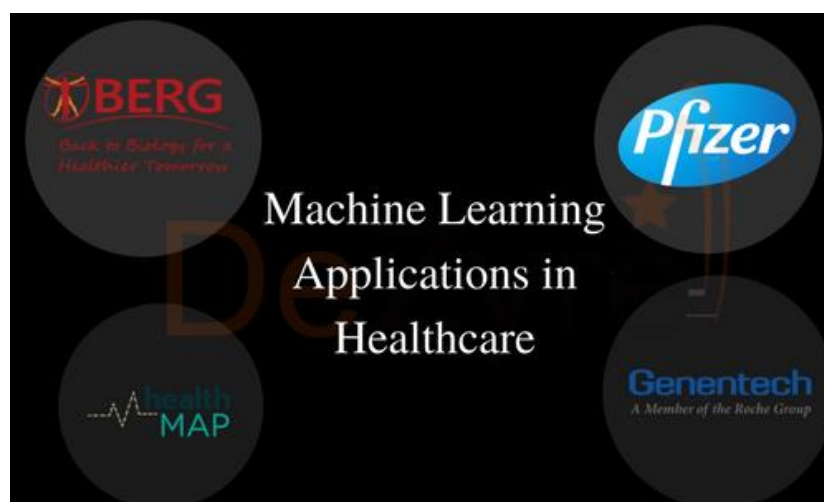 BERG
Back to Biology for a
Healthier Tomorrow
Pfizer
Machine Learning
Applications in
Healthcare
health
MAP
Genentech
A Member of the Roche Group